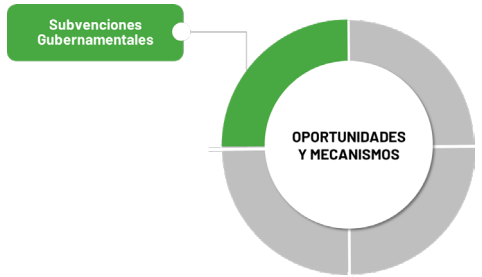 Subvenciones
Gubernamentales
OPORTUNIDADES
Y MECANISMOS